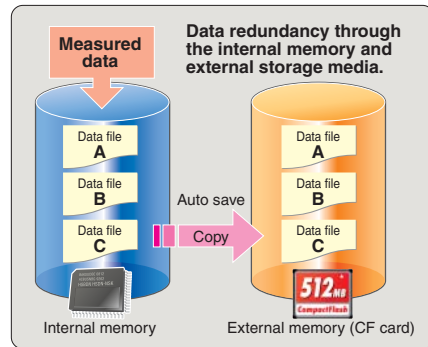 Measured
data
Data redundancy through
the internal memory and
external storage media.
Data file
A
Data file
B
Data file
C
Auto save
Copy
Data file
A
Data file
B
Data file
C
512MB
CompactFlash
Internal memory
External memory (CF card)